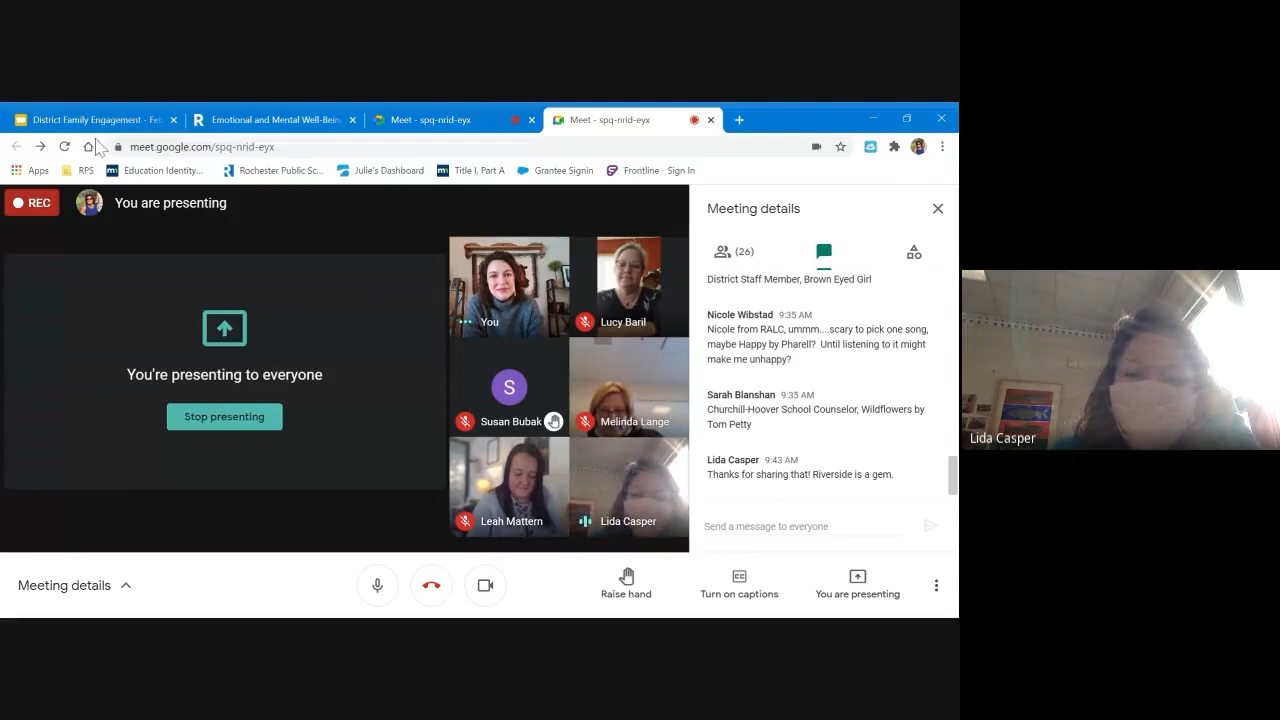 District Family Engagement - Feb
Emotional and Mental Well-Being
Meet - spq-nrid-eyx
Meet - spq-nrid-eyx
meet.google.com/spq-nrid-eyx
Apps
RPS
Education Identity...
Rochester Public Sc...
Julie's Dashboard
Title I, Part A
Grantee Signin
Frontline - Sign In
REC
You are presenting
You're presenting to everyone
Stop presenting
You
Lucy Baril
S
Susan Bubak
Melinda Lange
Leah Mattern
Lida Casper
Meeting details
(26)
District Staff Member, Brown Eyed Girl
Nicole Wibstad 9:35 AM
Nicole from RALC, ummm....scary to pick one song,
maybe Happy by Pharell? Until listening to it might
make me unhappy?
Sarah Blanshan 9:35 AM
Churchill-Hoover School Counselor, Wildflowers by
Tom Petty
Lida Casper 9:43 AM
Thanks for sharing that! Riverside is a gem.
Send a message to everyone
Meeting details
Raise hand
Turn on captions
You are presenting
Lida Casper